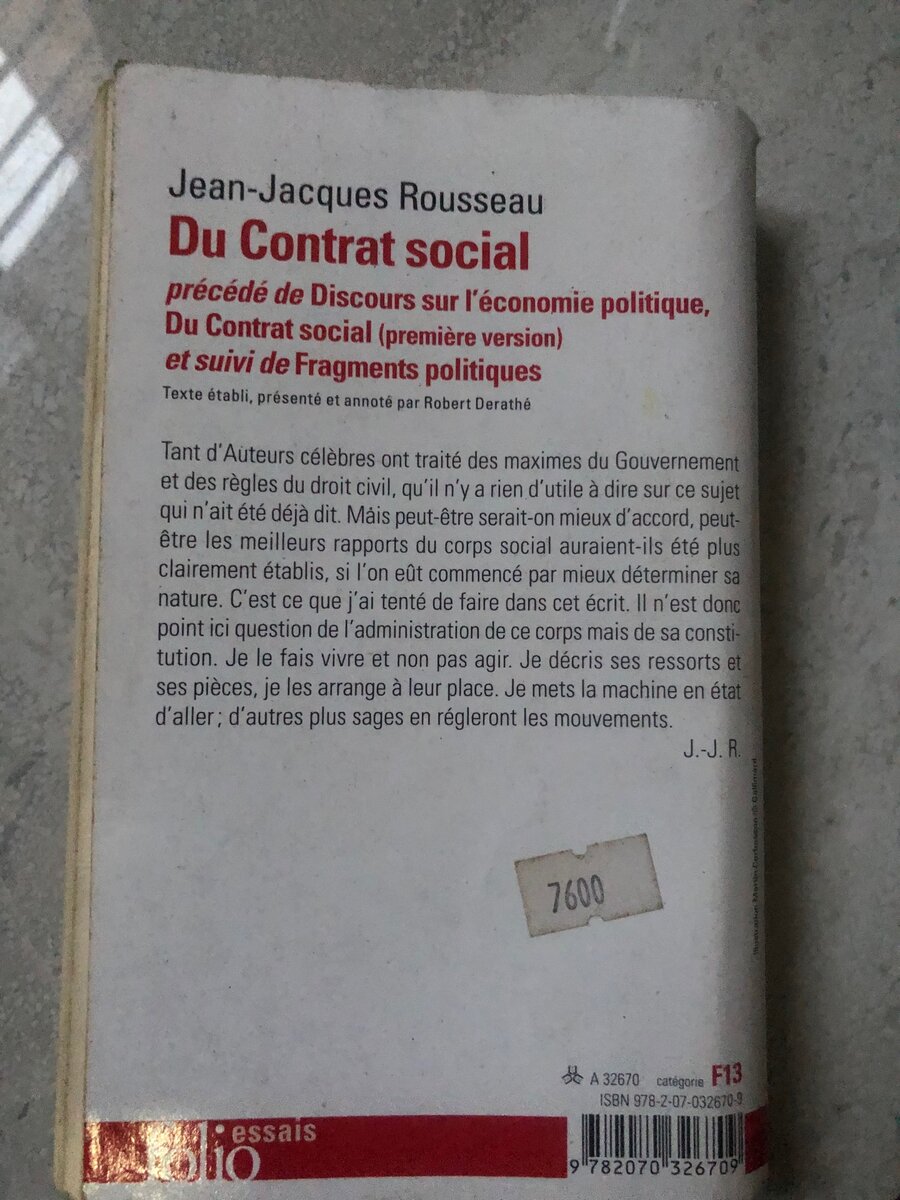 Jean-Jacques Rousseau
Du Contrat social
précédé de Discours sur l'économie politique,
Du Contrat social (première version)
et suivi de Fragments politiques
Texte établi, présenté et annoté par Robert Derathé
Tant d'Auteurs célèbres ont traité des maximes du Gouvernement
et des règles du droit civil, qu'il n'y a rien d'utile à dire sur ce sujet
qui n'ait été déjà dit. Mais peut-être serait-on mieux d'accord, peut-
être les meilleurs rapports du corps social auraient-ils été plus
clairement établis, si l'on eût commencé par mieux déterminer sa
nature. C'est ce que j'ai tenté de faire dans cet écrit. Il n'est donc
point ici question de l'administration de ce corps mais de sa consti-
tution. Je le fais vivre et non pas agir. Je décris ses ressorts et
ses pièces, je les arrange à leur place. Je mets la machine en état
d'aller ; d'autres plus sages en régleront les mouvements.
J.-J. R.
7600
A 32670 catégorie F13
ISBN 978-2-07-032670-9
essais
folio
9 782070 326709